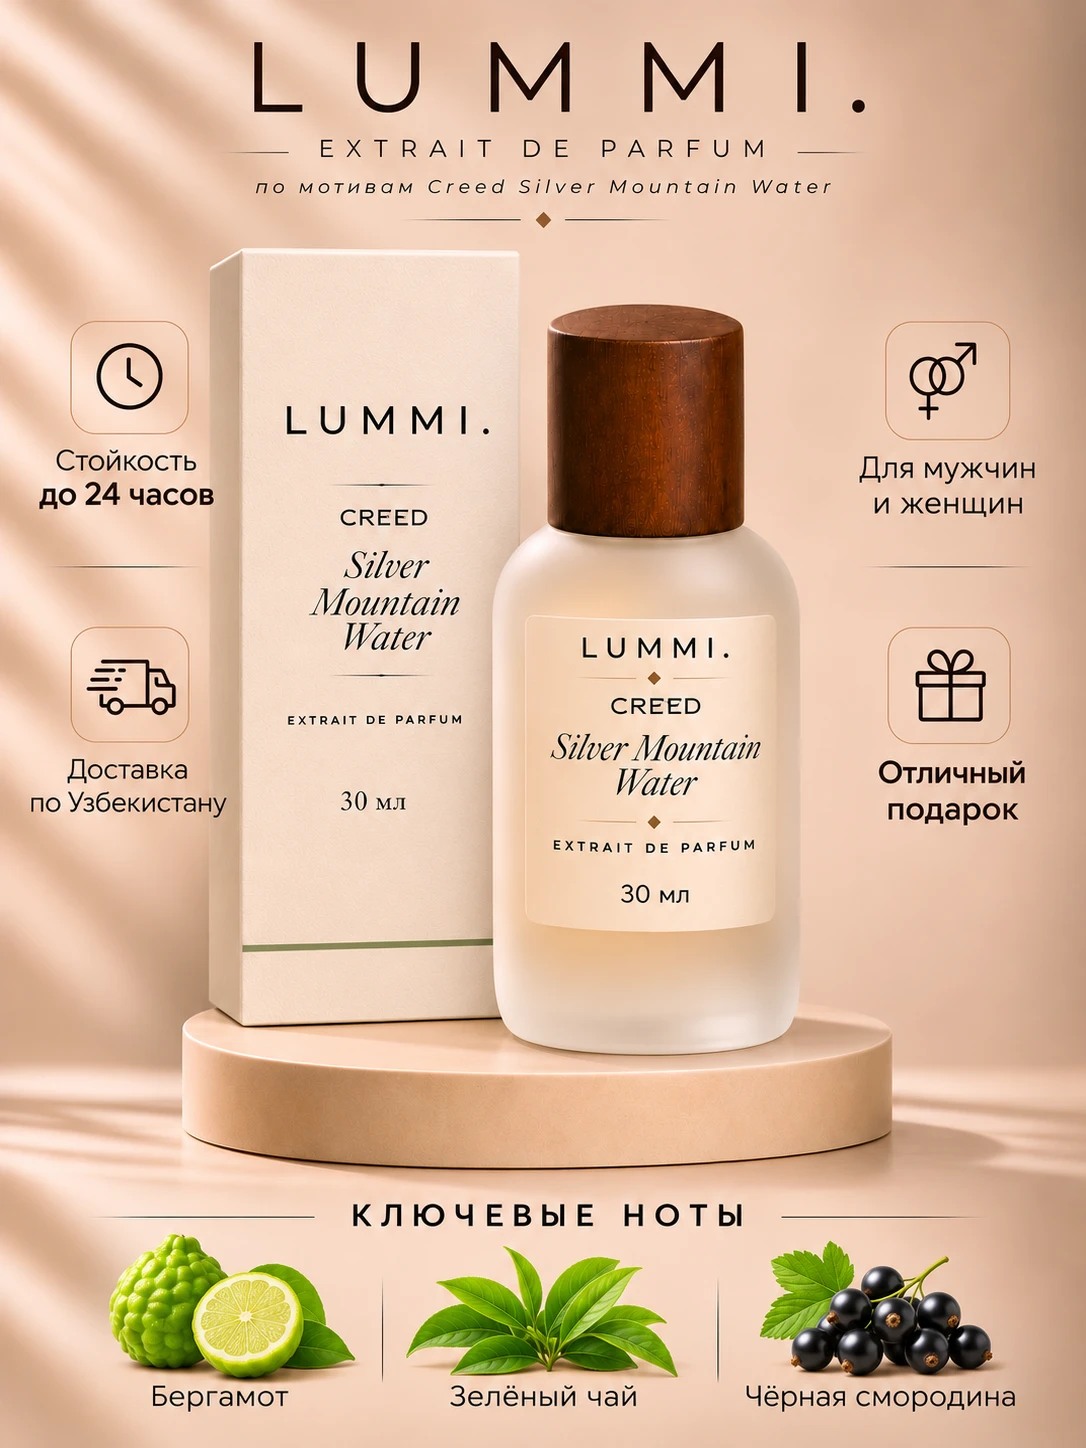 LUMMI.
EXTRAIT DE PARFUM
по мотивам Creed Silver Mountain Water
Стойкость
до 24 часов
Доставка
по Узбекистану
LUMMI.
CREED
Silver
Mountain
Water
EXTRAIT DE PARFUM
30 мл
LUMMI.
CREED
Silver Mountain
Water
EXTRAIT DE PARFUM
30 мл
Для мужчин
и женщин
Отличный
подарок
КЛЮЧЕВЫЕ НОТЫ
Бергамот
Зелёный чай
Чёрная смородина